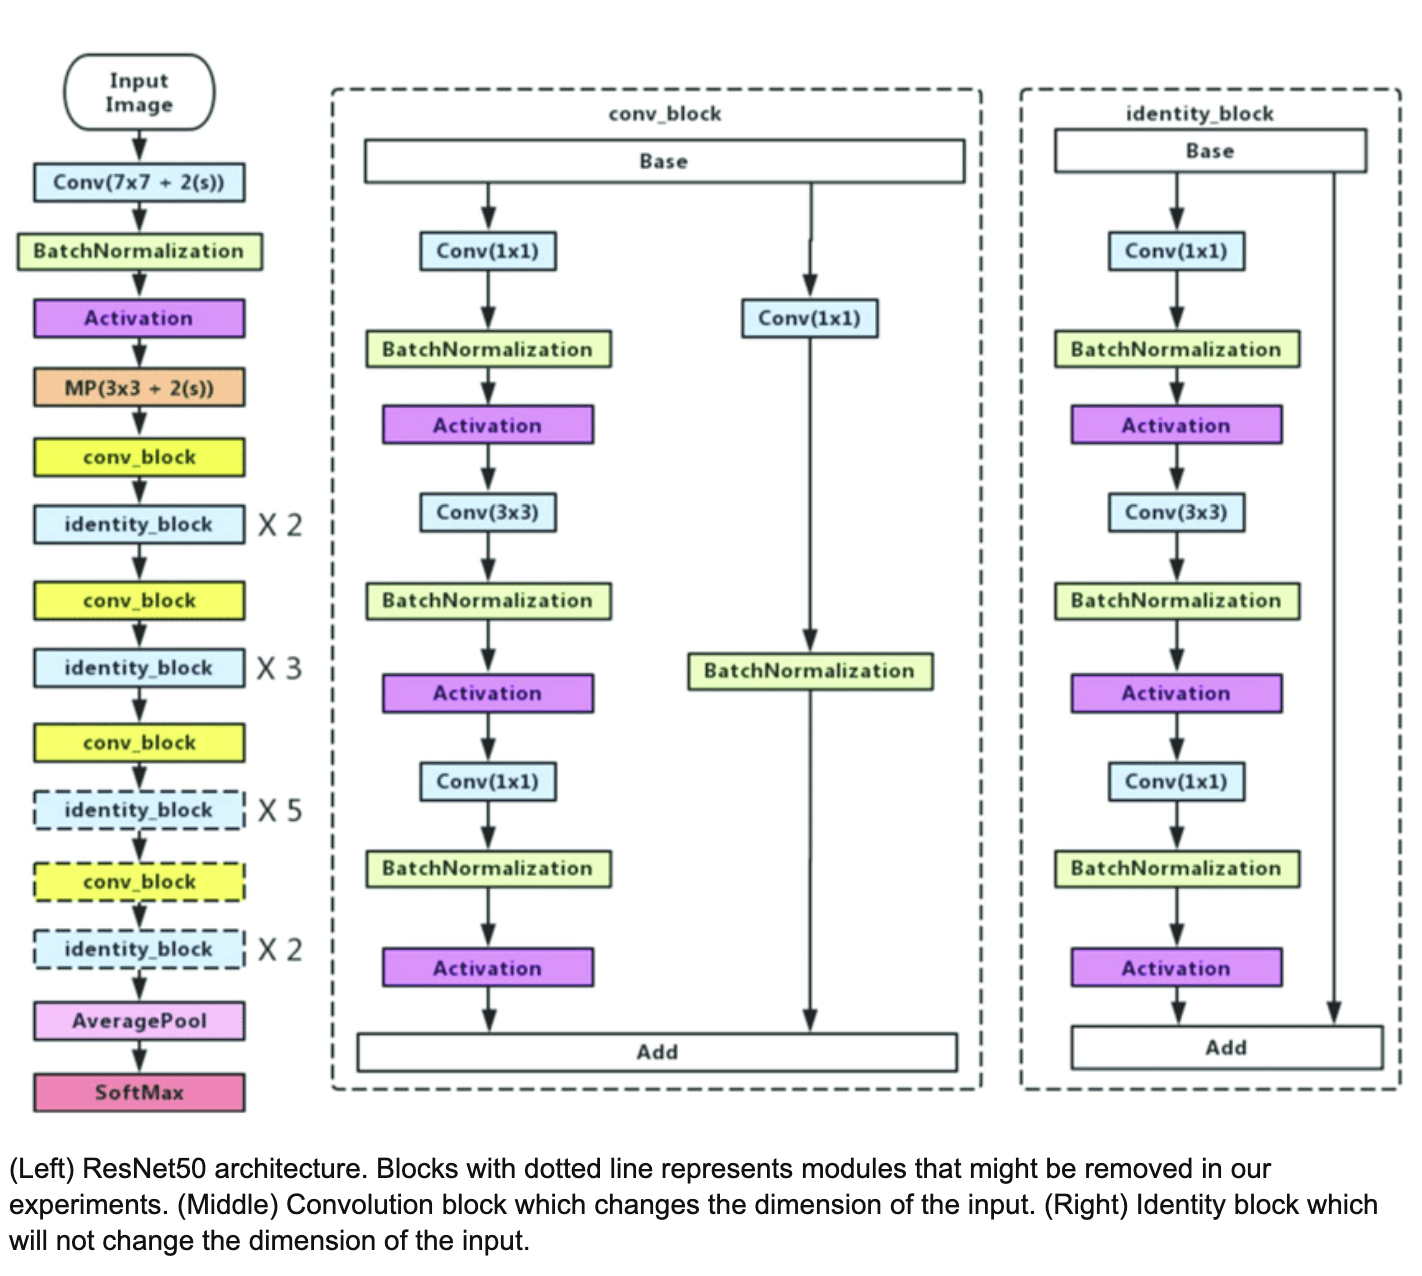 Input
Image
Conv(7x7 + 2(s))
BatchNormalization
Activation
MP(3x3 + 2(s))
conv_block
identity_block X 2
conv_block
identity_block X 3
conv_block
identity_block X 5
conv_block
identity_block X 2
AveragePool
SoftMax
conv_block
Base
Conv(1x1)
BatchNormalization
Activation
Conv(3x3)
BatchNormalization
Activation
Conv(1x1)
BatchNormalization
Activation
Conv(1x1)
BatchNormalization
Add
identity_block
Base
Conv(1x1)
BatchNormalization
Activation
Conv(3x3)
BatchNormalization
Activation
Conv(1x1)
BatchNormalization
Activation
Add
(Left) ResNet50 architecture. Blocks with dotted line represents modules that might be removed in our
experiments. (Middle) Convolution block which changes the dimension of the input. (Right) Identity block which
will not change the dimension of the input.